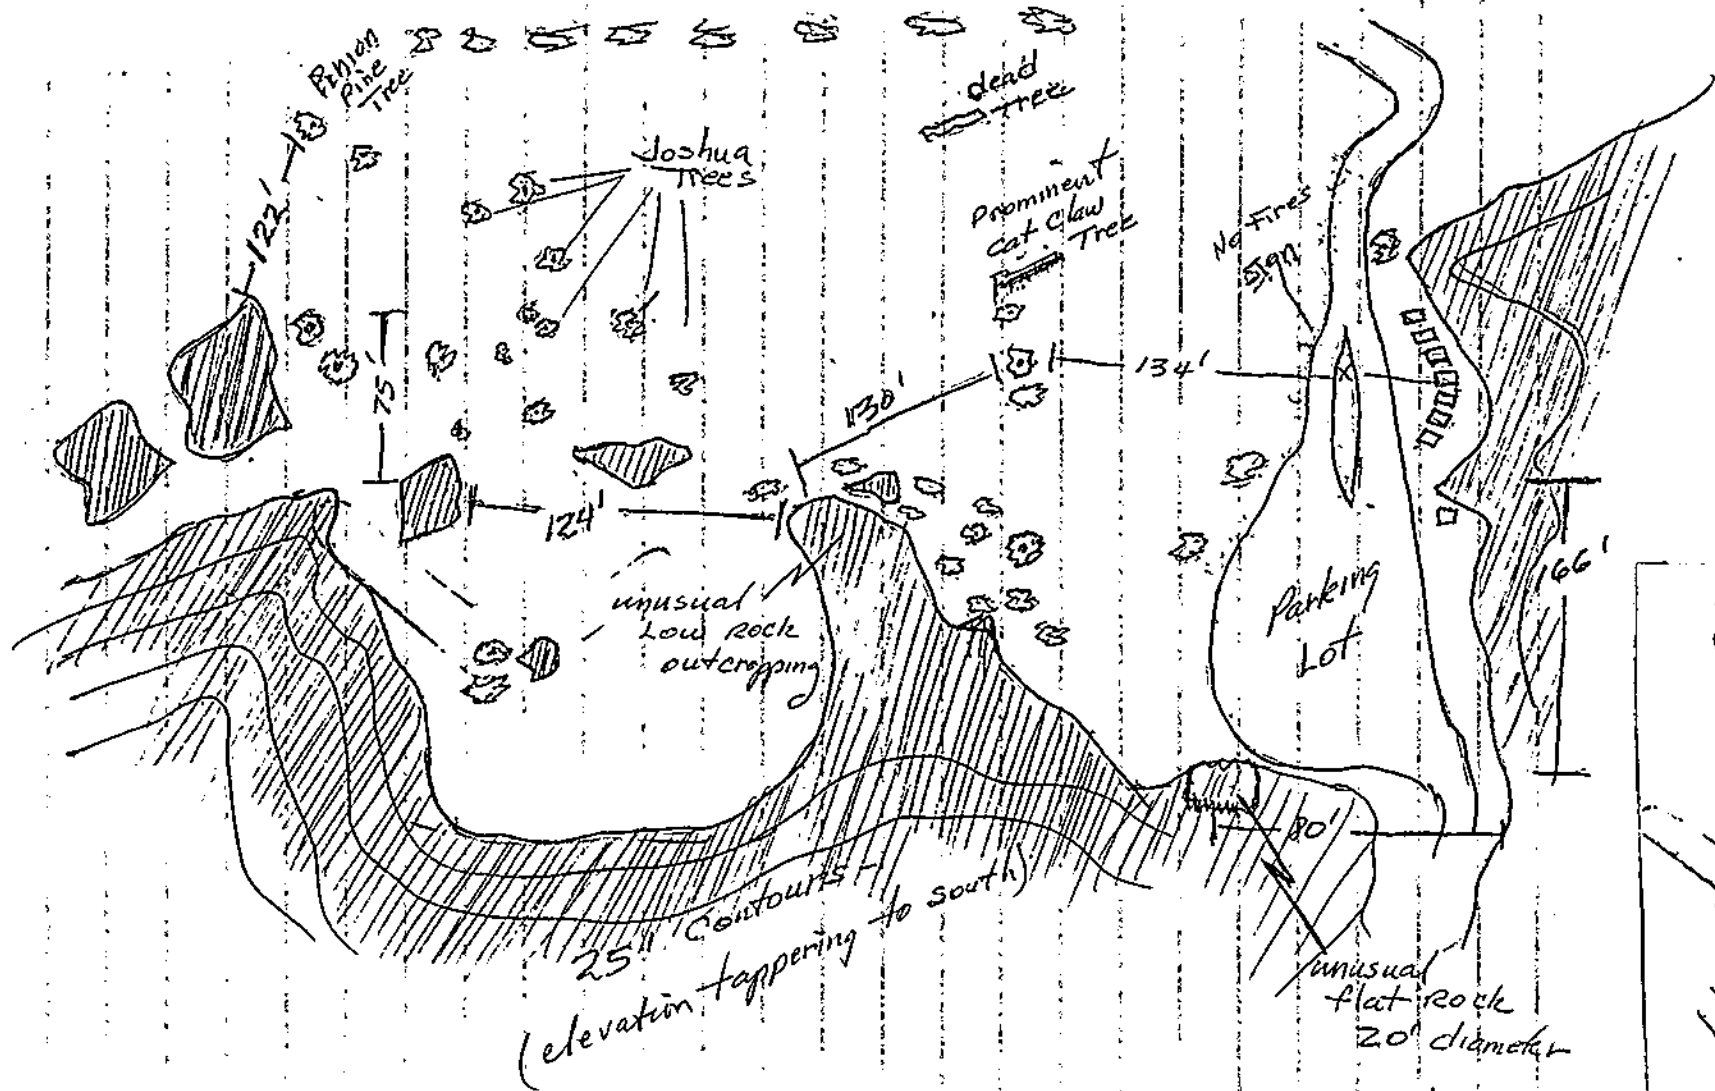 Pinion
Pine
Tree
122'
Joshua
Trees
dead
Tree
Prominent
Cat Claw
Tree
No Fires
Sign
75'
130'
134'
124'
unusual
Low Rock
outcropping
Parking
Lot
166'
80'
25" Contours-
(elevation tappering to south)
unusual
flat Rock
20' diameter